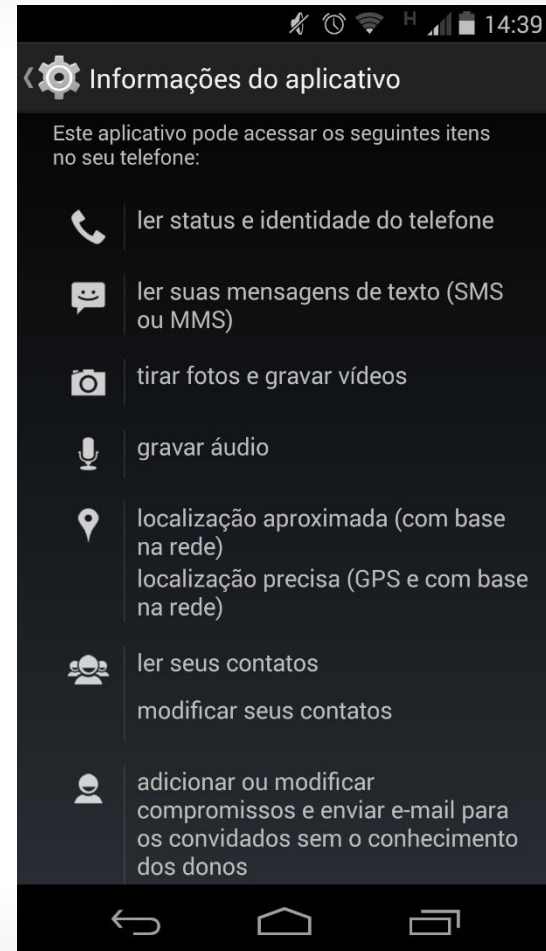 H 14:39
Informações do aplicativo
Este aplicativo pode acessar os seguintes itens
no seu telefone:
ler status e identidade do telefone
ler suas mensagens de texto (SMS
ou MMS)
tirar fotos e gravar vídeos
gravar áudio
localização aproximada (com base
na rede)
localização precisa (GPS e com base
na rede)
ler seus contatos
modificar seus contatos
adicionar ou modificar
compromissos e enviar e-mail para
os convidados sem o conhecimento
dos donos